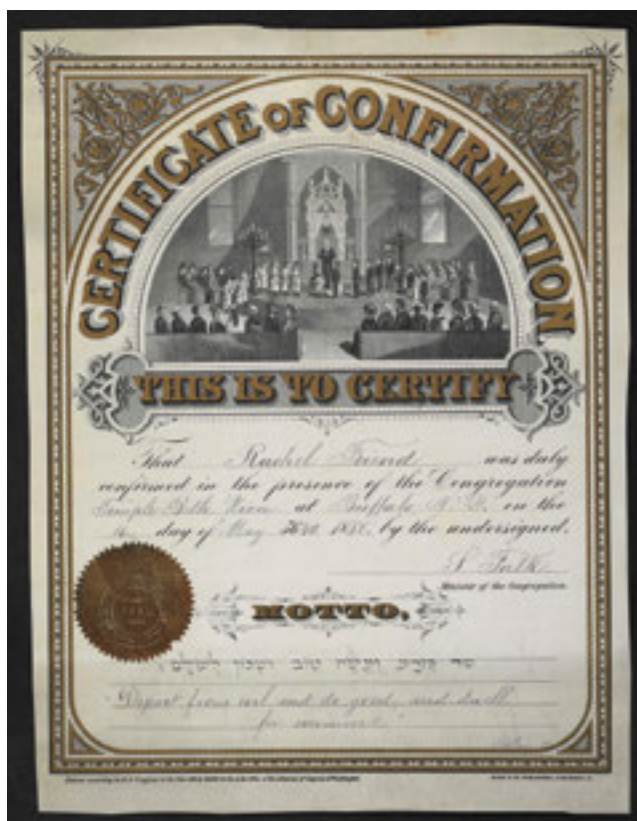 CERTIFICATE OF CONFIRMATION
THIS IS TO CERTIFY
That Rachel Freund was duly
confirmed in the presence of the Congregation
Temple Beth Zion at Buffalo N.Y. on the
day of May by the undersigned.
S Falk
Minister of the Congregation.
MOTTO,
סור מרע ועשה טוב ושכון לעולם
Depart from evil and do good, and dwell
for evermore